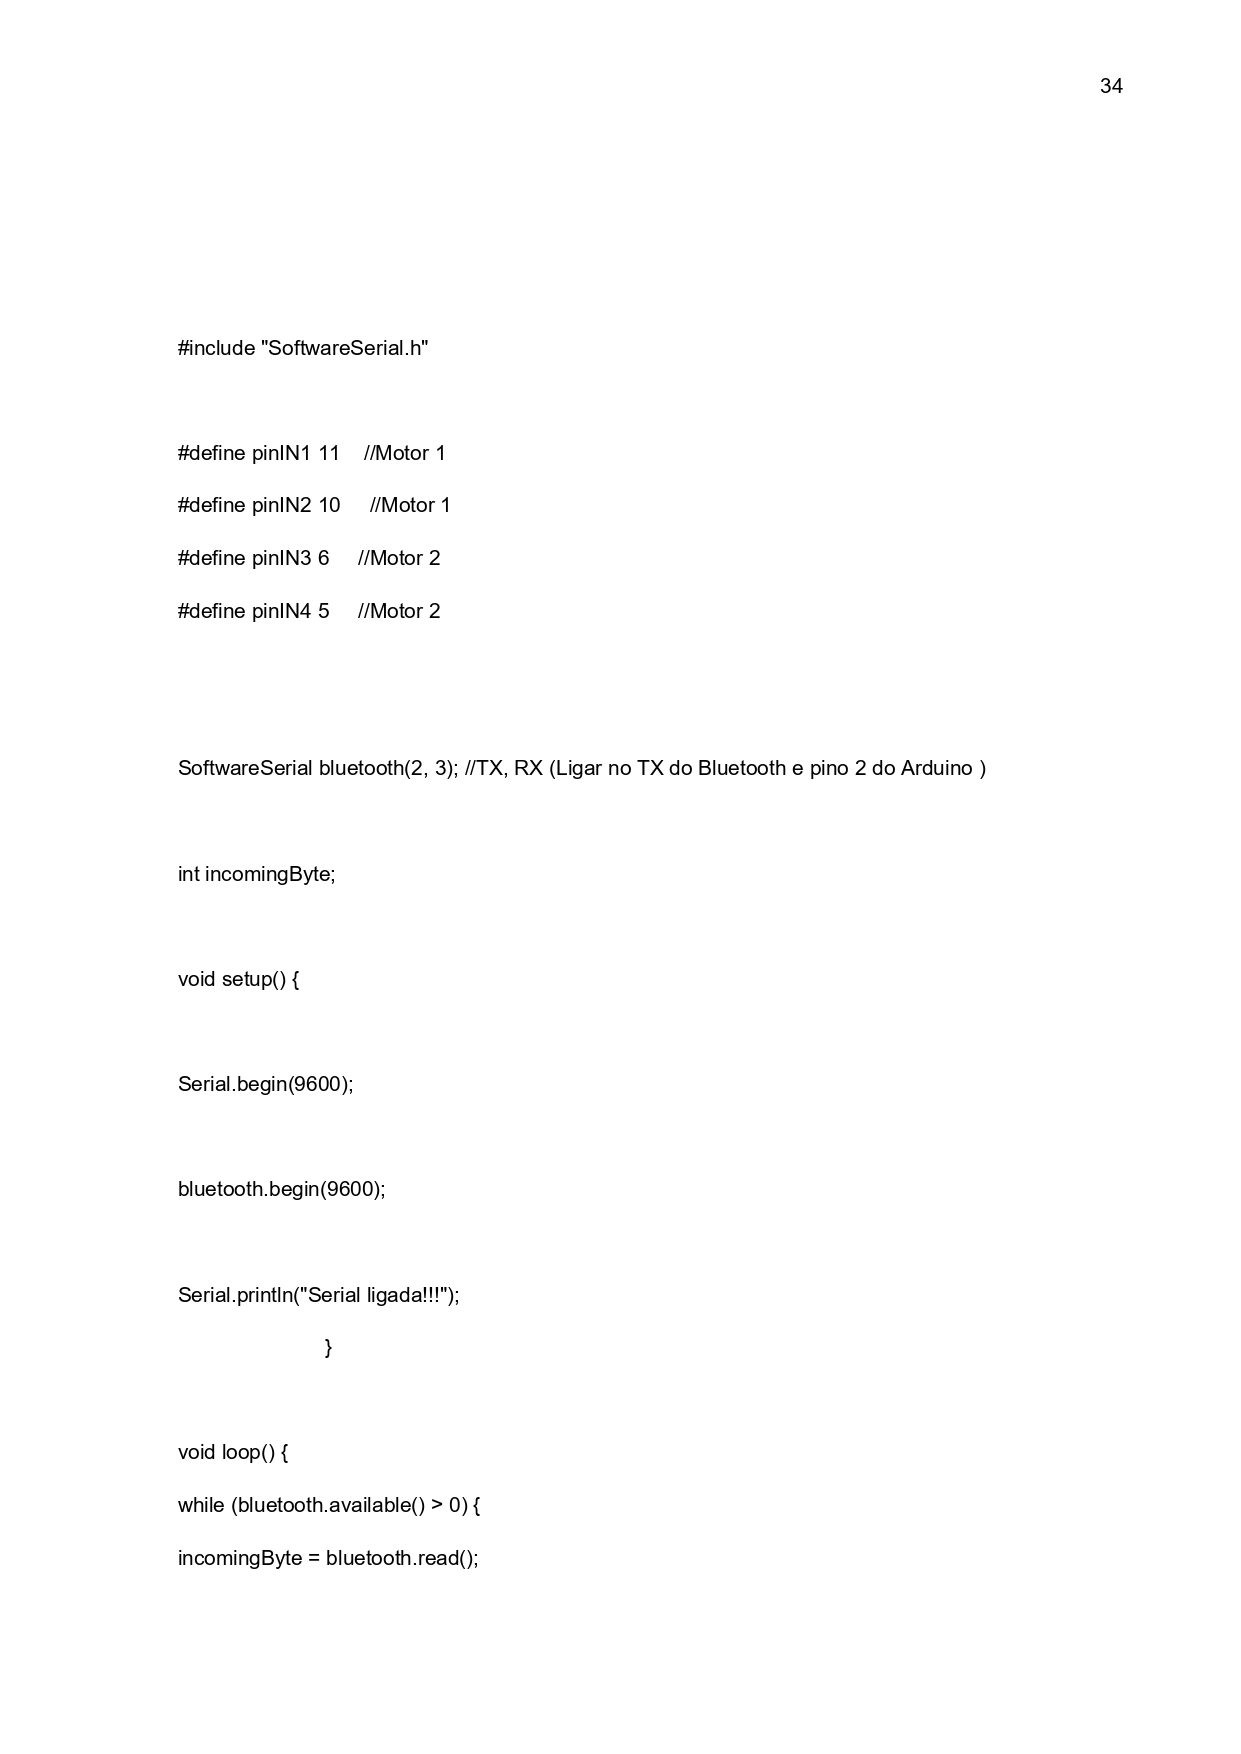 34
#include "SoftwareSerial.h"
#define pinIN1 11    //Motor 1
#define pinIN2 10     //Motor 1
#define pinIN3 6     //Motor 2
#define pinIN4 5     //Motor 2
SoftwareSerial bluetooth(2, 3); //TX, RX (Ligar no TX do Bluetooth e pino 2 do Arduino )
int incomingByte;
void setup() {
Serial.begin(9600);
bluetooth.begin(9600);
Serial.println("Serial ligada!!!");
}
void loop() {
while (bluetooth.available() > 0) {
incomingByte = bluetooth.read();